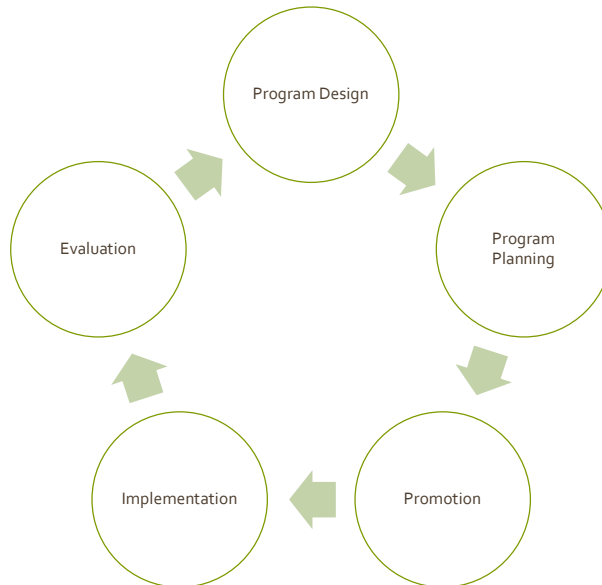 Program Design
Program
Planning
Promotion
Implementation
Evaluation